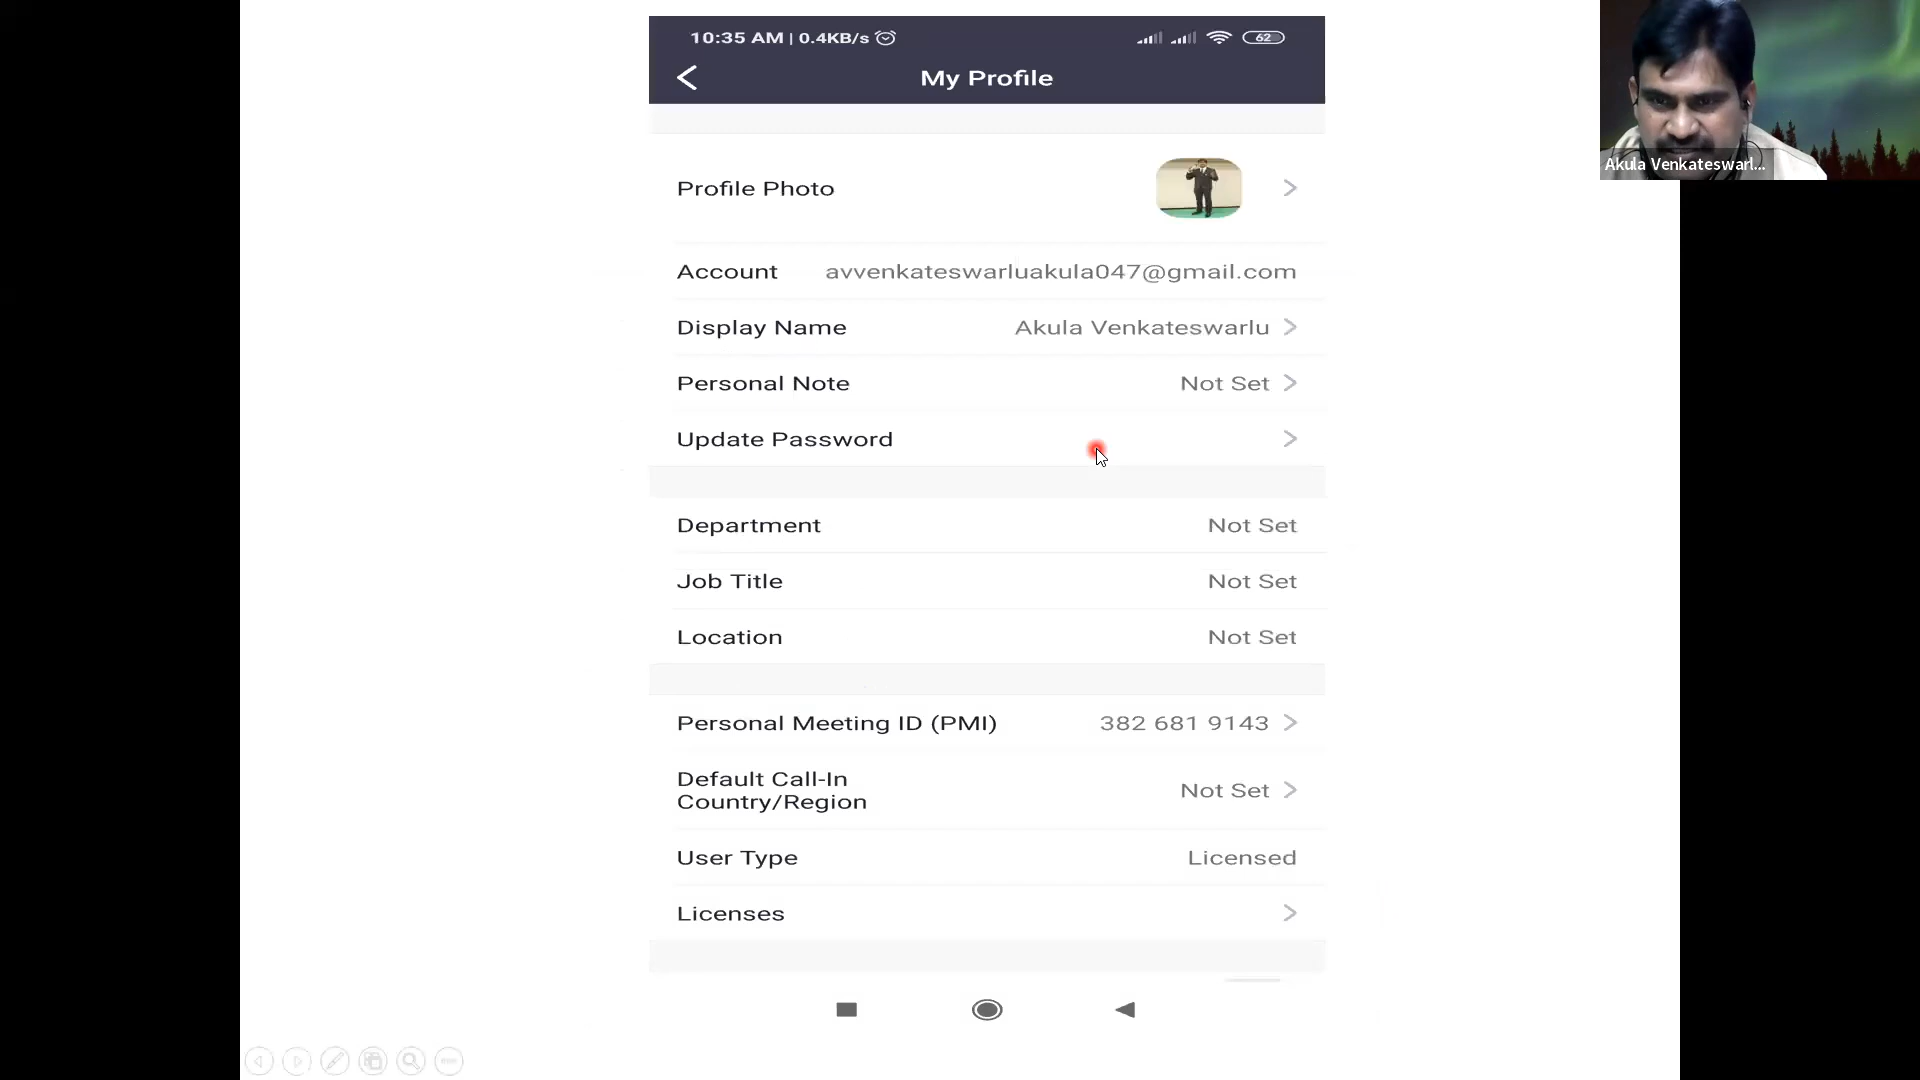 10:35 AM | 0.4KB/s
62
My Profile
Akula Venkateswarl...
Profile Photo
Account avvenkateswarluakula047@gmail.com
Display Name Akula Venkateswarlu
Personal Note Not Set
Update Password
Department Not Set
Job Title Not Set
Location Not Set
Personal Meeting ID (PMI) 382 681 9143
Default Call-In
Country/Region Not Set
User Type Licensed
Licenses